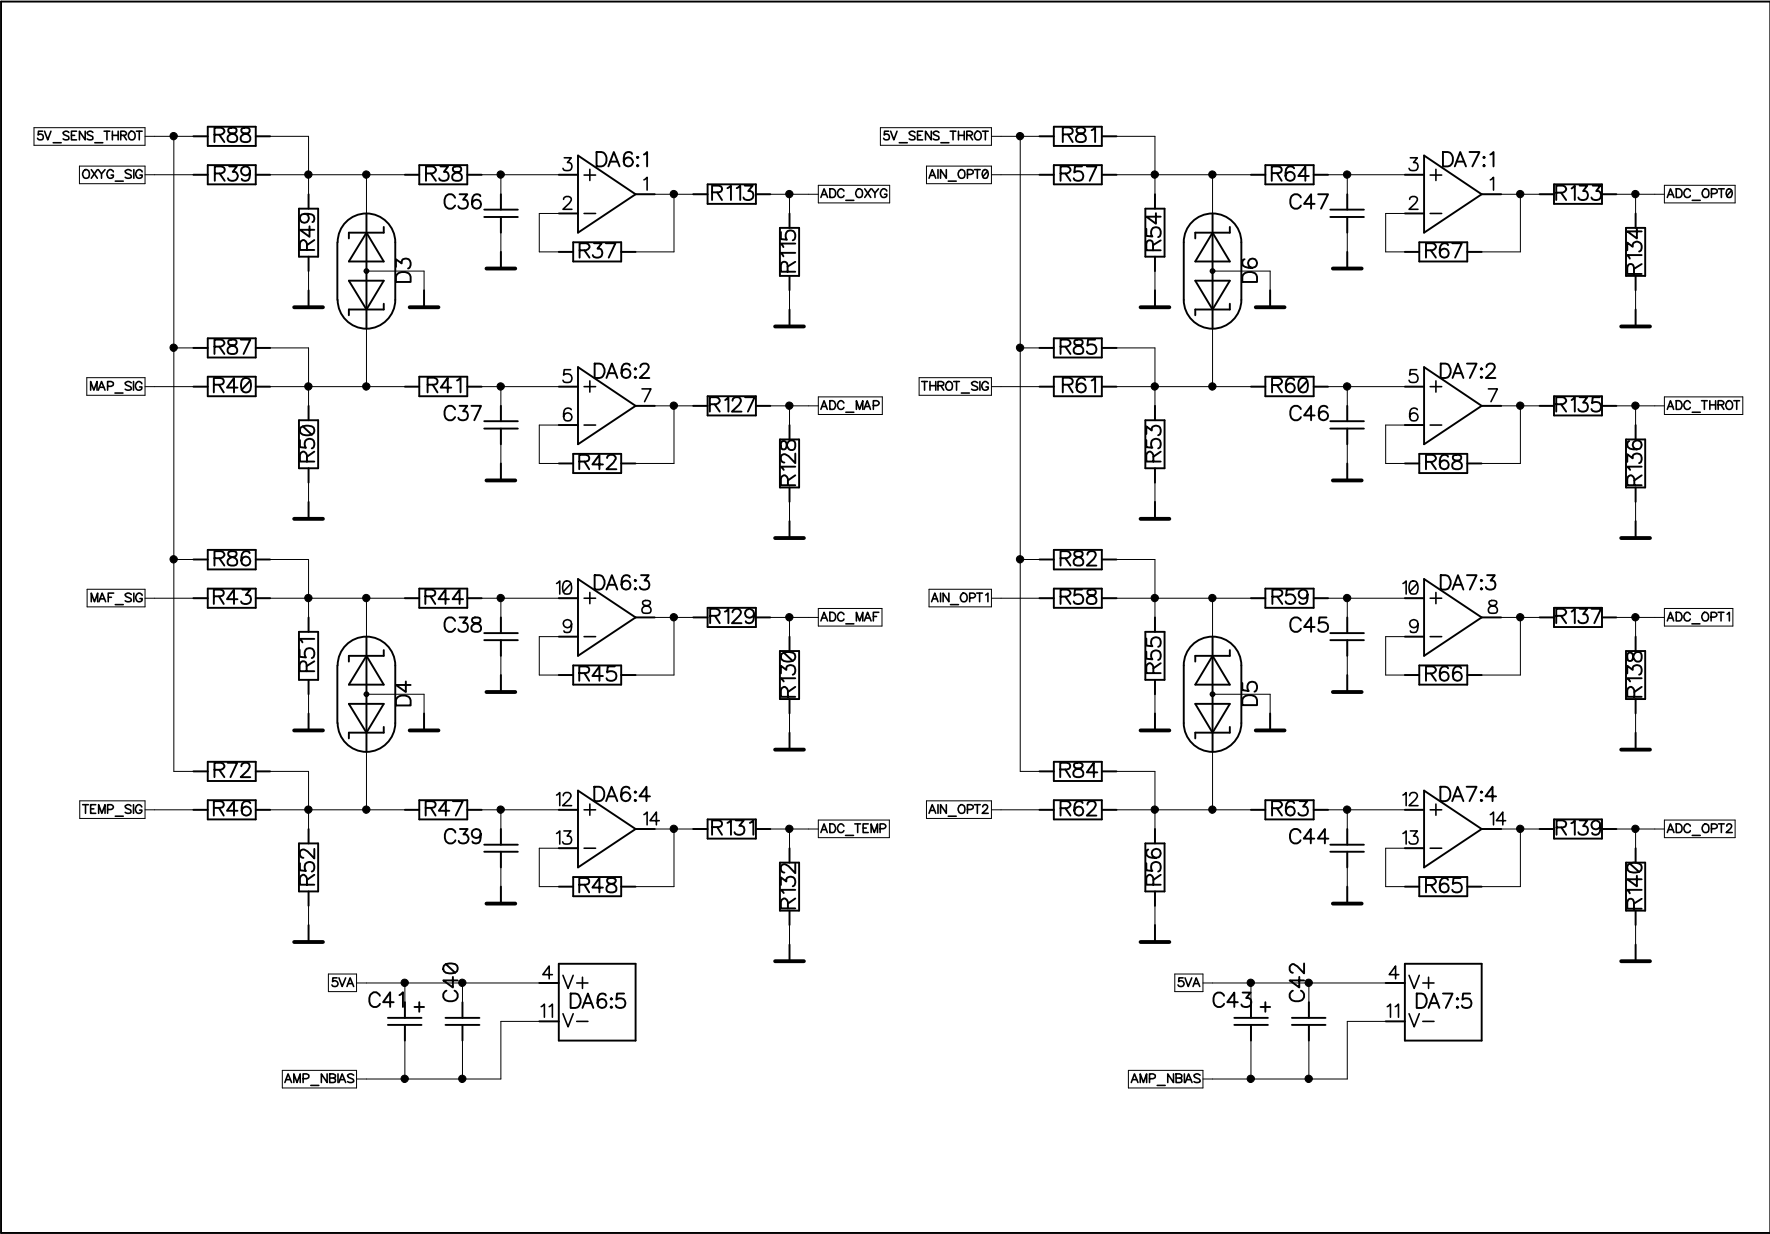 5V_SENS_THROT R88
OXYG_SIG R39 R38 3 DA6:1 1 R113 ADC_OXYG
C36 2
R49 D3 R37 R115
R87
MAP_SIG R40 R41 5 DA6:2 7 R127 ADC_MAP
C37 6
R50 R42 R128
R86
MAF_SIG R43 R44 10 DA6:3 8 R129 ADC_MAF
C38 9
R51 D4 R45 R130
R72
TEMP_SIG R46 R47 12 DA6:4 14 R131 ADC_TEMP
C39 13
R52 R48 R132
5VA C41 + C40 4 V+
DA6:5
11 V−
AMP_NBIAS
5V_SENS_THROT R81
AIN_OPT0 R57 R64 3 DA7:1 1 R133 ADC_OPT0
C47 2
R54 D6 R67 R134
R85
THROT_SIG R61 R60 5 DA7:2 7 R135 ADC_THROT
C46 6
R53 R68 R136
R82
AIN_OPT1 R58 R59 10 DA7:3 8 R137 ADC_OPT1
C45 9
R55 D5 R66 R138
R84
AIN_OPT2 R62 R63 12 DA7:4 14 R139 ADC_OPT2
C44 13
R56 R65 R140
5VA C43 + C42 4 V+
DA7:5
11 V−
AMP_NBIAS